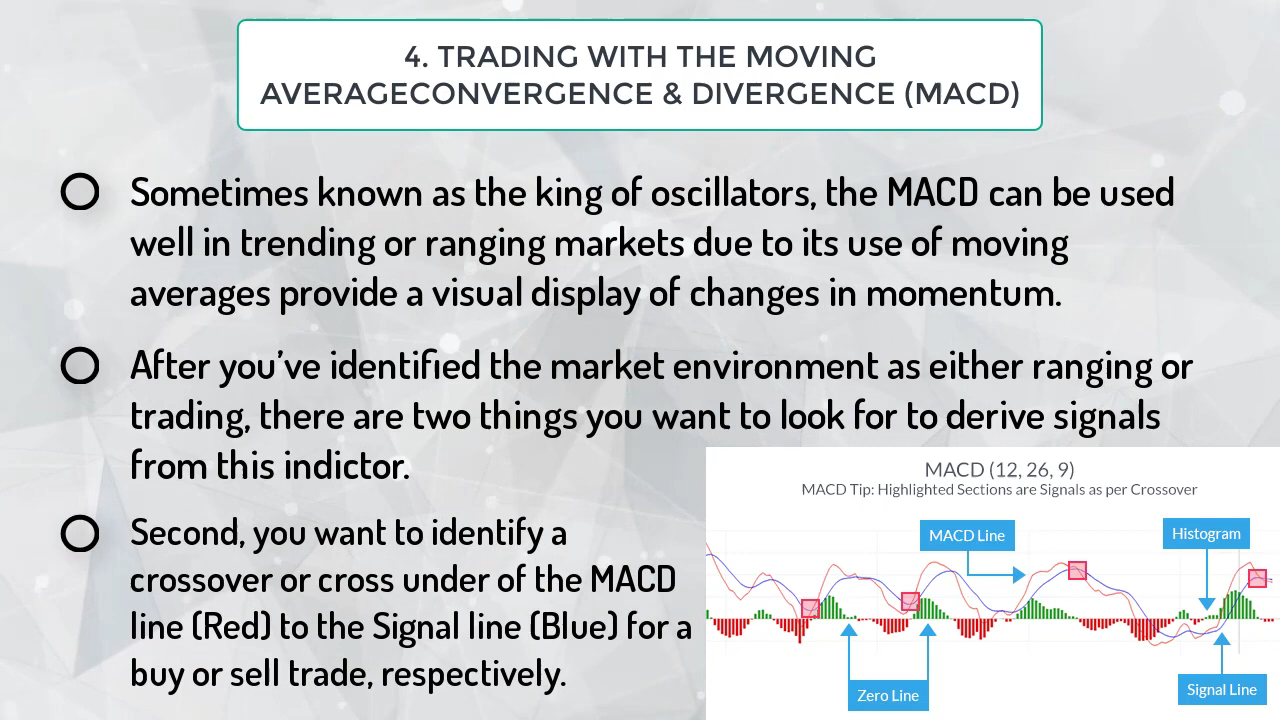 4. TRADING WITH THE MOVING
AVERAGECONVERGENCE & DIVERGENCE (MACD)
Sometimes known as the king of oscillators, the MACD can be used
well in trending or ranging markets due to its use of moving
averages provide a visual display of changes in momentum.
After you’ve identified the market environment as either ranging or
trading, there are two things you want to look for to derive signals
from this indictor.
Second, you want to identify a
crossover or cross under of the MACD
line (Red) to the Signal line (Blue) for a
buy or sell trade, respectively.
MACD (12, 26, 9)
MACD Tip: Highlighted Sections are Signals as per Crossover
MACD Line
Histogram
Zero Line
Signal Line